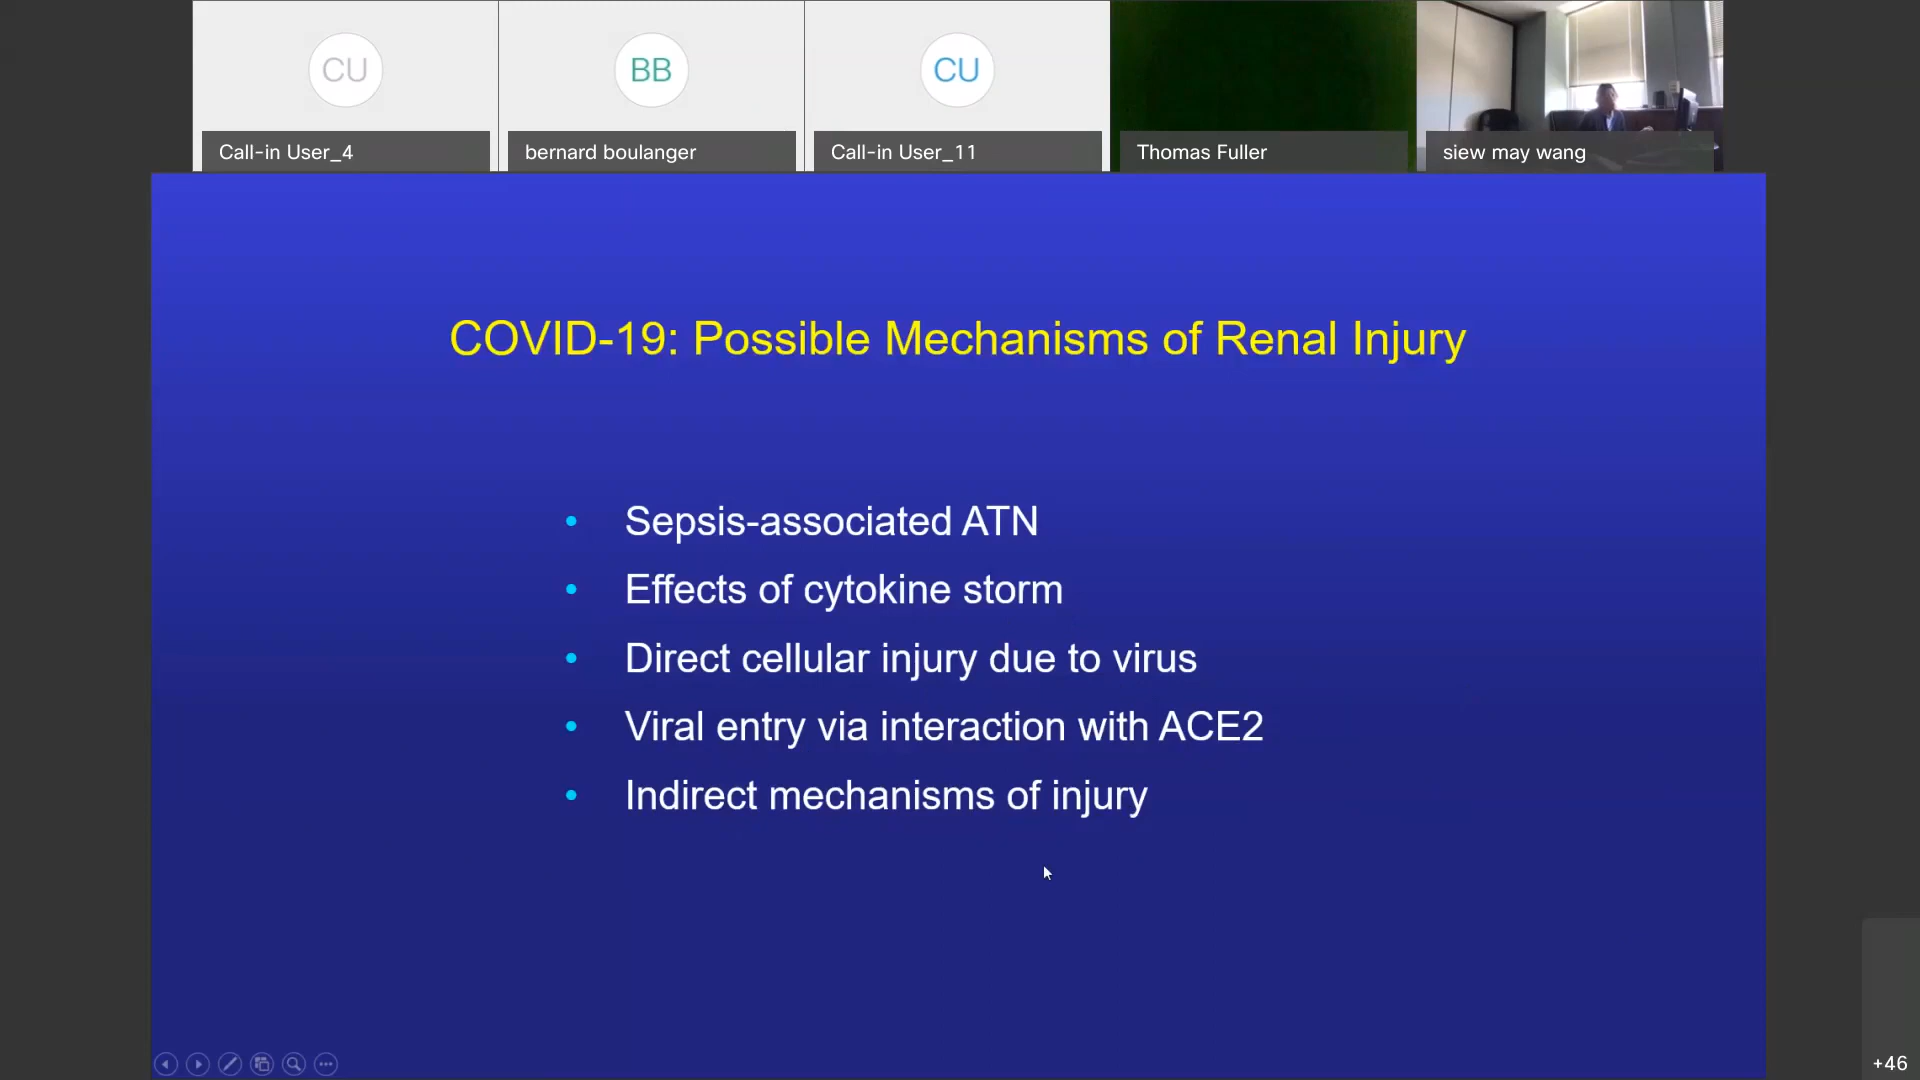 CU
BB
CU
Call-in User_4
bernard boulanger
Call-in User_11
Thomas Fuller
siew may wang
COVID-19: Possible Mechanisms of Renal Injury
• Sepsis-associated ATN
• Effects of cytokine storm
• Direct cellular injury due to virus
• Viral entry via interaction with ACE2
• Indirect mechanisms of injury
+46